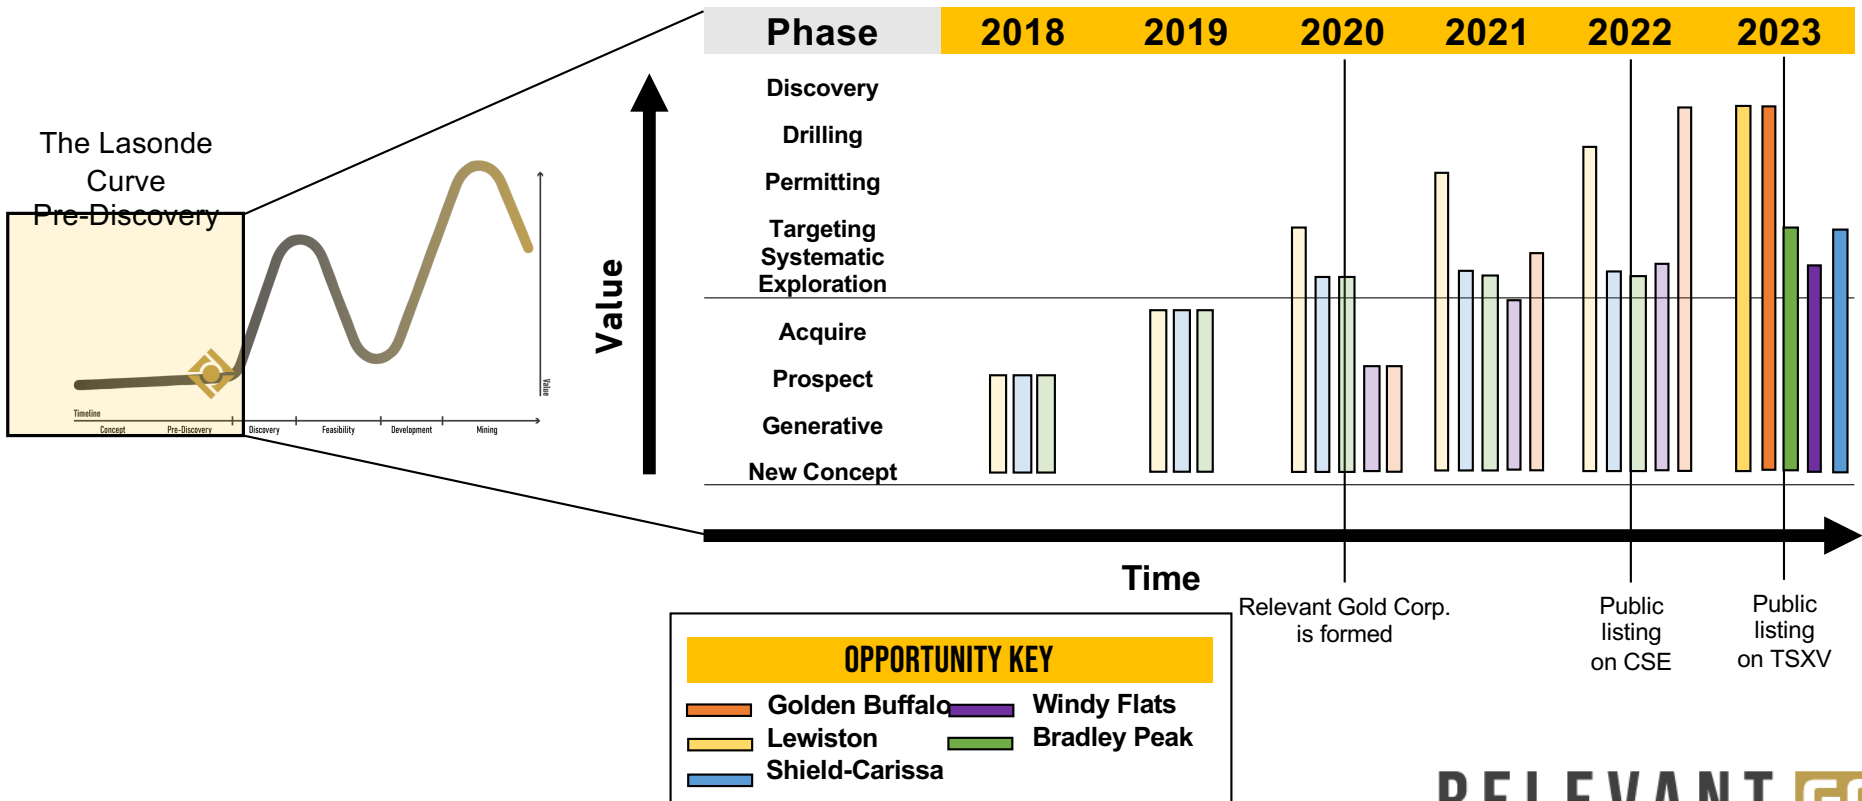 Phase 2018 2019 2020 2021 2022 2023
The Lasonde
Curve
Pre-Discovery
Value
Timeline
Concept Pre-Discovery Discovery Feasibility Development Mining
Value
Discovery
Drilling
Permitting
Targeting
Systematic
Exploration
Acquire
Prospect
Generative
New Concept
Time
Relevant Gold Corp.
is formed
Public
listing
on CSE
Public
listing
on TSXV
OPPORTUNITY KEY
Golden Buffalo Windy Flats
Lewiston Bradley Peak
Shield-Carissa
RELEVANT